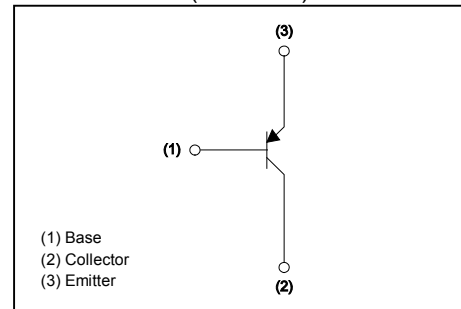 (3)
(1)
(1) Base
(2) Collector
(3) Emitter
(2)